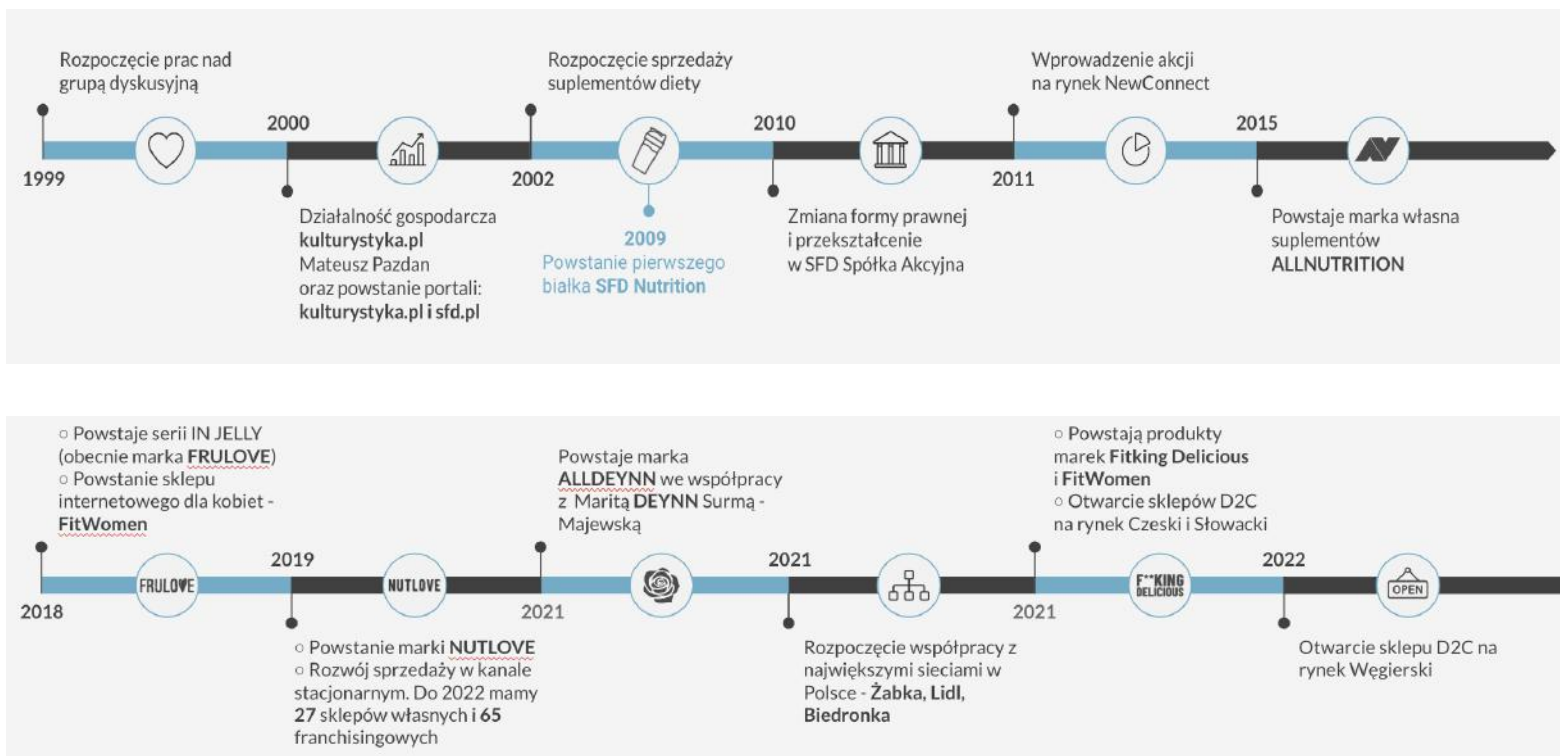 Rozpoczęcie prac nad
grupą dyskusyjną
1999
2000
Działalność gospodarcza
kulturystyka.pl
Mateusz Pazdan
oraz powstanie portali:
kulturystyka.pl i sfd.pl
Rozpoczęcie sprzedaży
suplementów diety
2002
2009
Powstanie pierwszego
białka SFD Nutrition
2010
Zmiana formy prawnej
i przekształcenie
w SFD Spółka Akcyjna
Wprowadzenie akcji
na rynek NewConnect
2011
2015
Powstaje marka własna
suplementów
ALLNUTRITION
○ Powstaje serii IN JELLY
(obecnie marka FRULOVE)
○ Powstanie sklepu
internetowego dla kobiet -
FitWomen
2018
FRULOVE
2019
○ Powstanie marki NUTLOVE
○ Rozwój sprzedaży w kanale
stacjonarnym. Do 2022 mamy
27 sklepów własnych i 65
franchisingowych
NUTLOVE
Powstaje marka
ALLDEYNN we współpracy
z Maritą DEYNN Surmą -
Majewską
2021
2021
Rozpoczęcie współpracy z
największymi sieciami w
Polsce - Żabka, Lidl,
Biedronka
○ Powstają produkty
marek Fitking Delicious
i FitWomen
○ Otwarcie sklepów D2C
na rynek Czeski i Słowacki
2021
F**KING
DELICIOUS
2022
OPEN
Otwarcie sklepu D2C na
rynek Węgierski